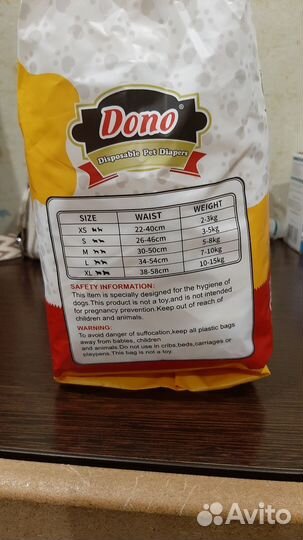 Dono®
Disposable Pet Diapers
SIZE WAIST WEIGHT
XS 22-40cm 2-3kg
S 26-46cm 3-5kg
M 30-50cm 5-8kg
L 34-54cm 7-10kg
XL 38-58cm 10-15kg
SAFETY INFORMATION:
This item is specially designed for the hygiene of
dogs.This product is not a toy,and is not intended
for pregnancy prevention.Keep out of reach of
children and animals.
WARNING:
To avoid danger of suffocation,keep all plastic bags
away from babies, children
and animals.Do not use in cribs,beds,carriages or
playpens.This bag is not a toy.
Avito